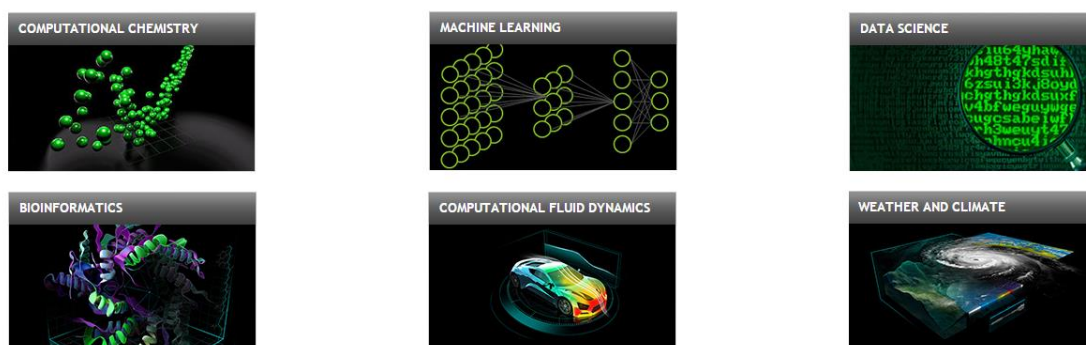 COMPUTATIONAL CHEMISTRY
MACHINE LEARNING
DATA SCIENCE
BIOINFORMATICS
COMPUTATIONAL FLUID DYNAMICS
WEATHER AND CLIMATE